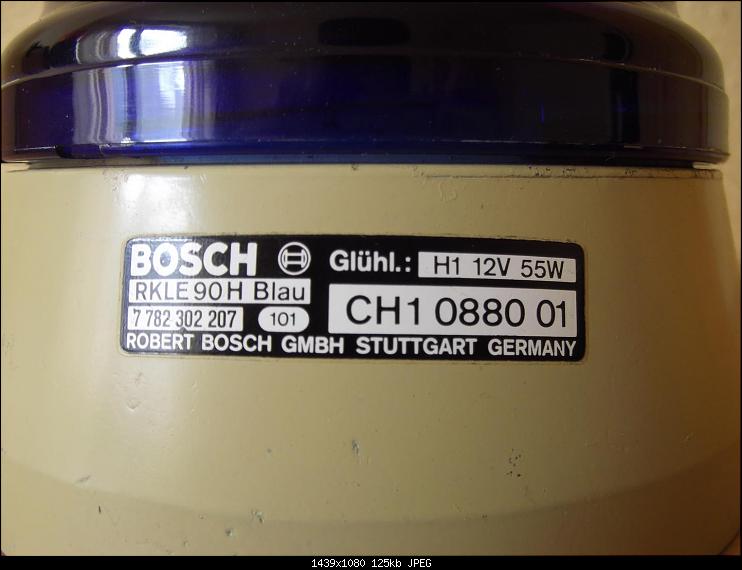 BOSCH
Glühl.: H1 12V 55W
RKLE 90 H Blau
7 782 302 207 101
CH1 0880 01
ROBERT BOSCH GMBH STUTTGART GERMANY
1439x1080 125kb JPEG